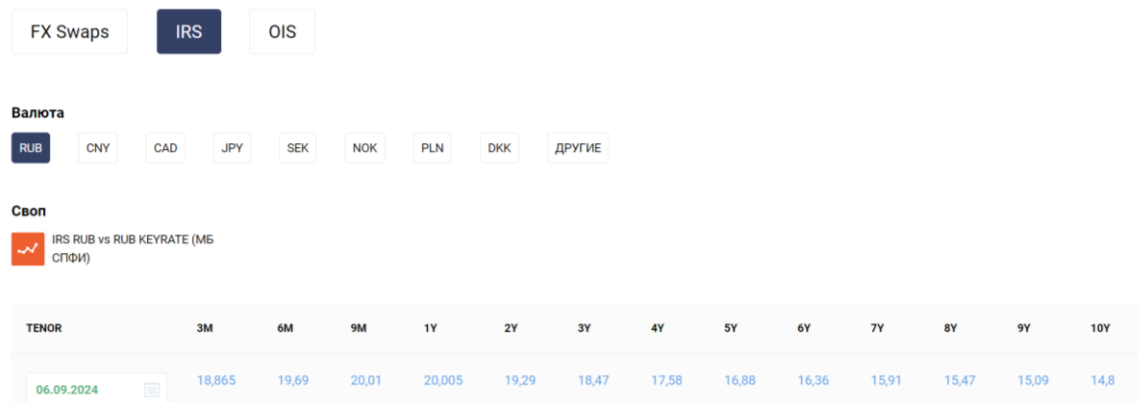 FX Swaps IRS OIS
Валюта
RUB CNY CAD JPY SEK NOK PLN DKK ДРУГИЕ
Своп
IRS RUB vs RUB KEYRATE (МБ
СПФИ)
TENOR 3M 6M 9M 1Y 2Y 3Y 4Y 5Y 6Y 7Y 8Y 9Y 10Y
06.09.2024 18,865 19,69 20,01 20,005 19,29 18,47 17,58 16,88 16,36 15,91 15,47 15,09 14,8